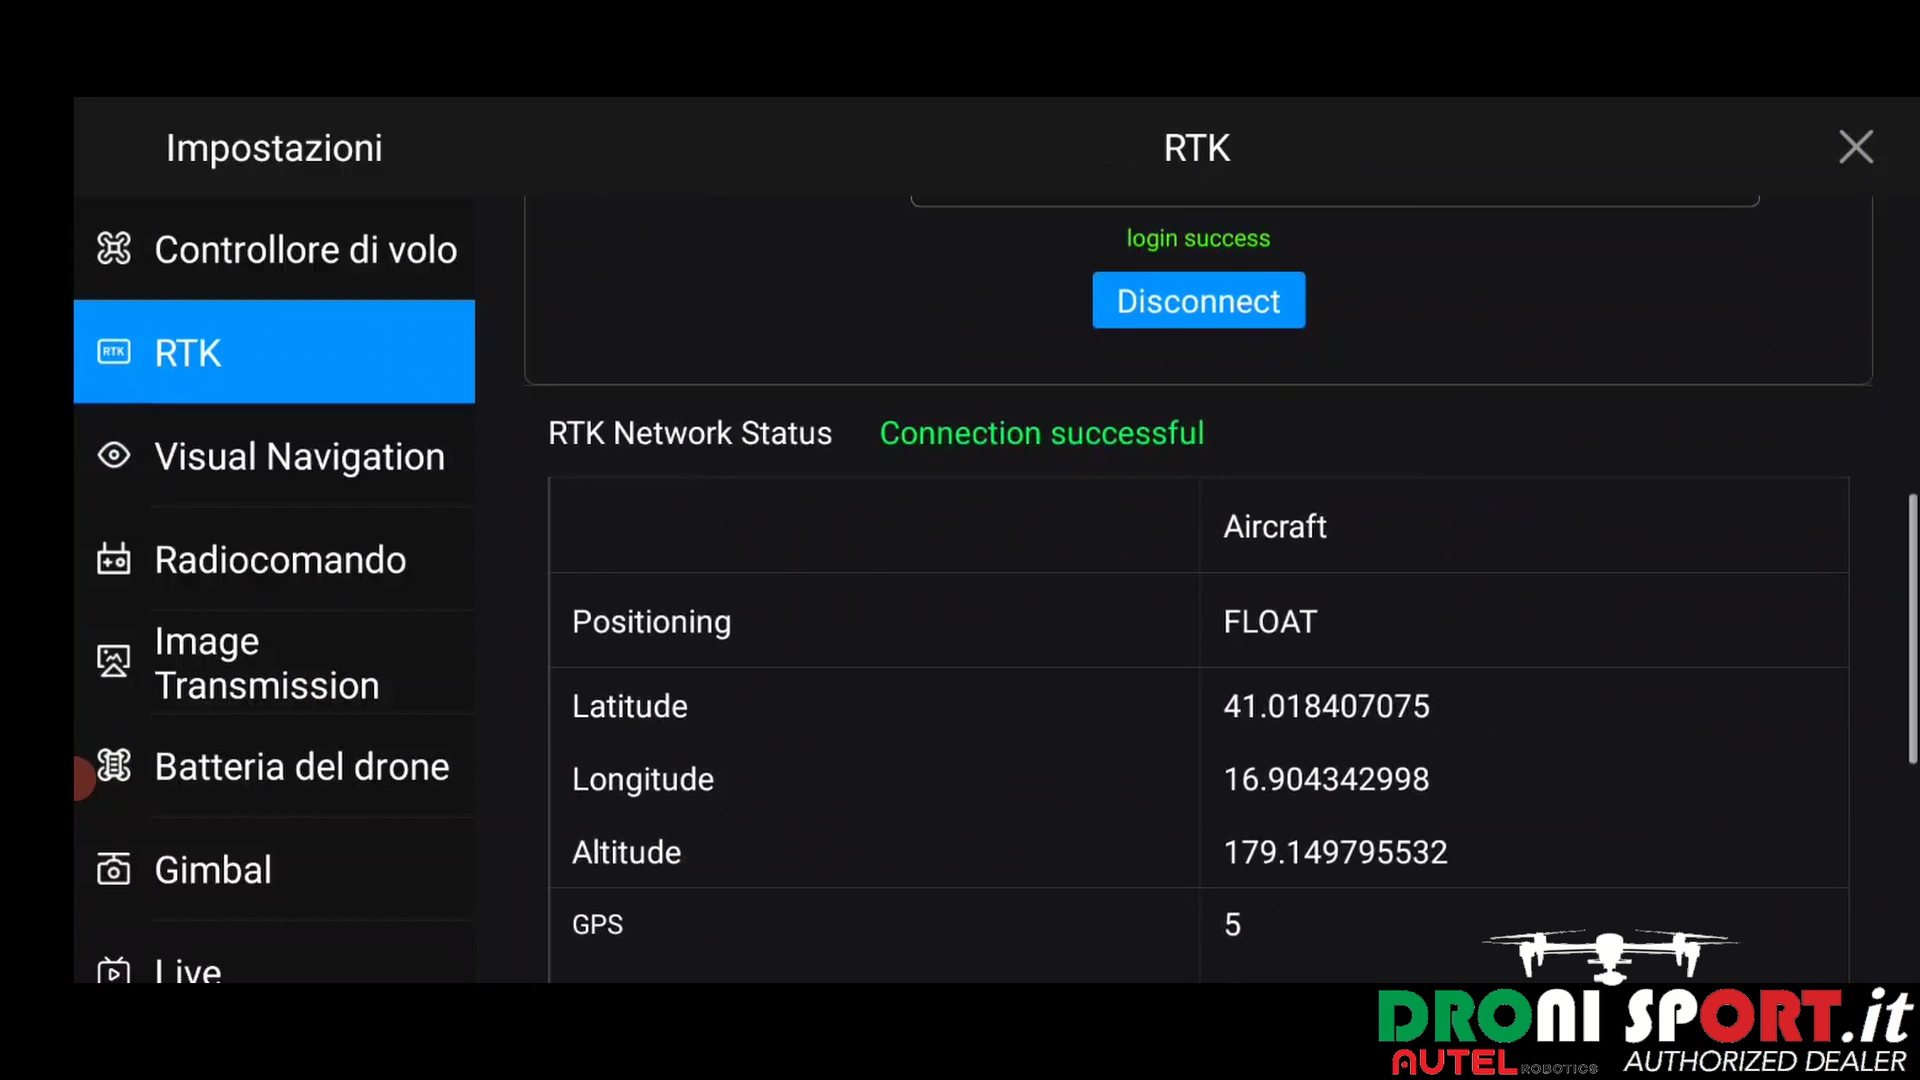 Impostazioni
RTK
Controllore di volo
RTK
RTK
Visual Navigation
Radiocomando
Image
Transmission
Batteria del drone
Gimbal
Live
login success
Disconnect
RTK Network Status
Connection successful
Aircraft
Positioning
FLOAT
Latitude
41.018407075
Longitude
16.904342998
Altitude
179.149795532
GPS
5
DRONI SPORT.it
AUTEL ROBOTICS
AUTHORIZED DEALER